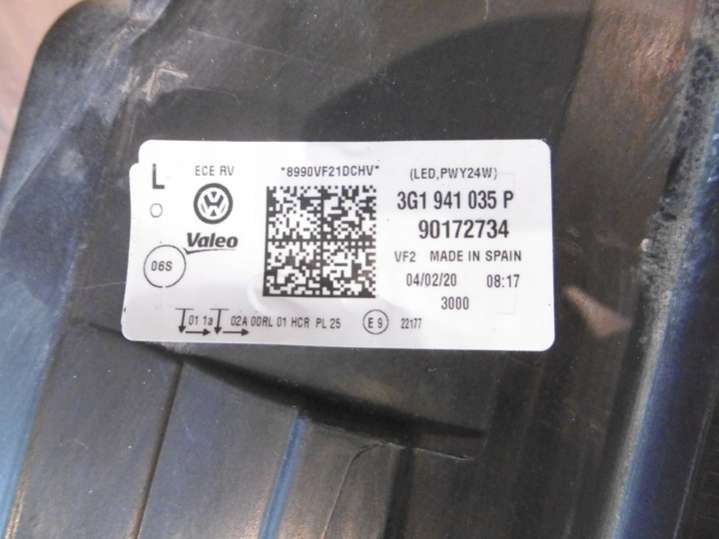 L
ECE RV
Valeo
06S
*8990VF21DCHV*
(LED,PWY24W)
3G1 941 035 P
90172734
VF2 MADE IN SPAIN
04/02/20 08:17
3000
01 1a 02A 00RL 01 HCR PL 25 E9 22177